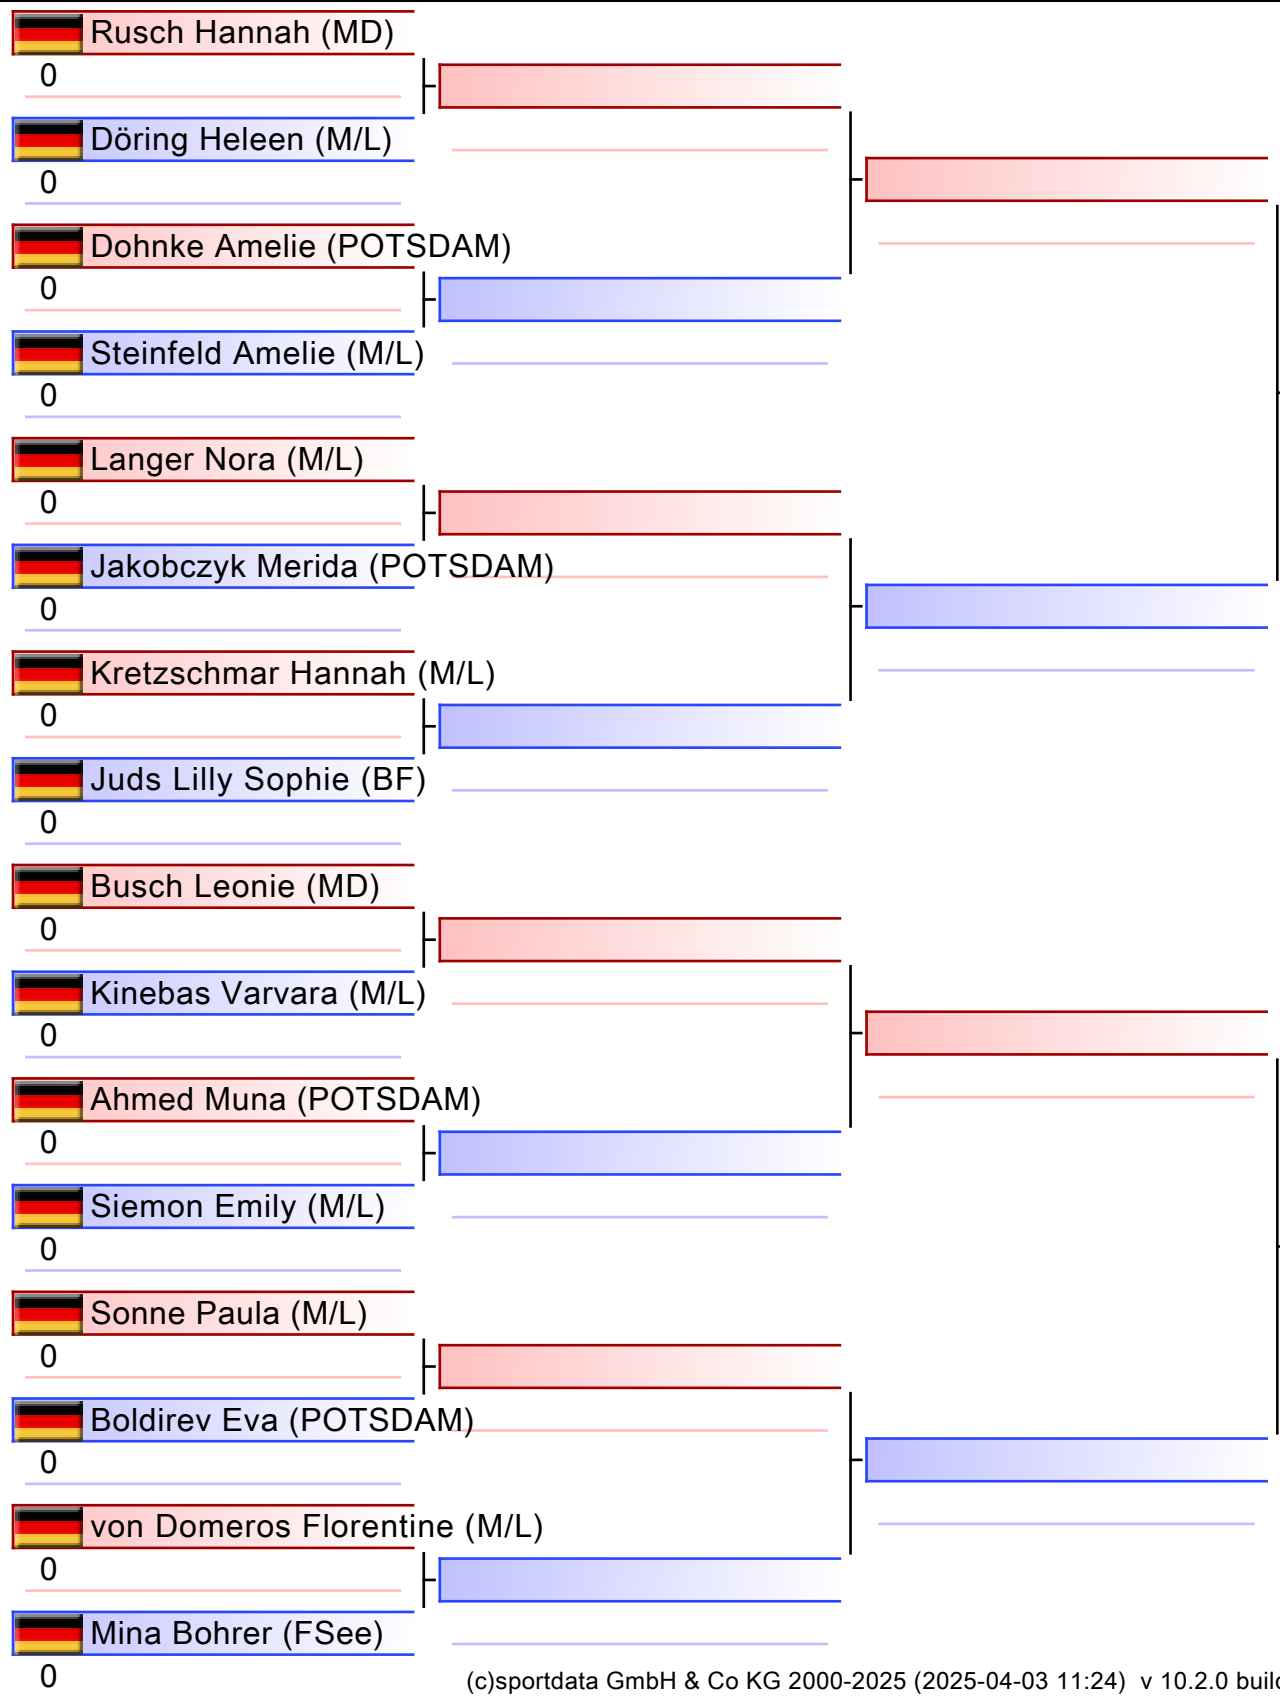 Rusch Hannah (MD)
0
Döring Heleen (M/L)
0
Dohnke Amelie (POTSDAM)
0
Steinfeld Amelie (M/L)
0
Langer Nora (M/L)
0
Jakobczyk Merida (POTSDAM)
0
Kretzschmar Hannah (M/L)
0
Juds Lilly Sophie (BF)
0
Busch Leonie (MD)
0
Kinebas Varvara (M/L)
0
Ahmed Muna (POTSDAM)
0
Siemon Emily (M/L)
0
Sonne Paula (M/L)
0
Boldirev Eva (POTSDAM)
0
von Domeros Florentine (M/L)
0
Mina Bohrer (FSee)
0
(c)sportdata GmbH & Co KG 2000-2025 (2025-04-03 11:24) v 10.2.0 build